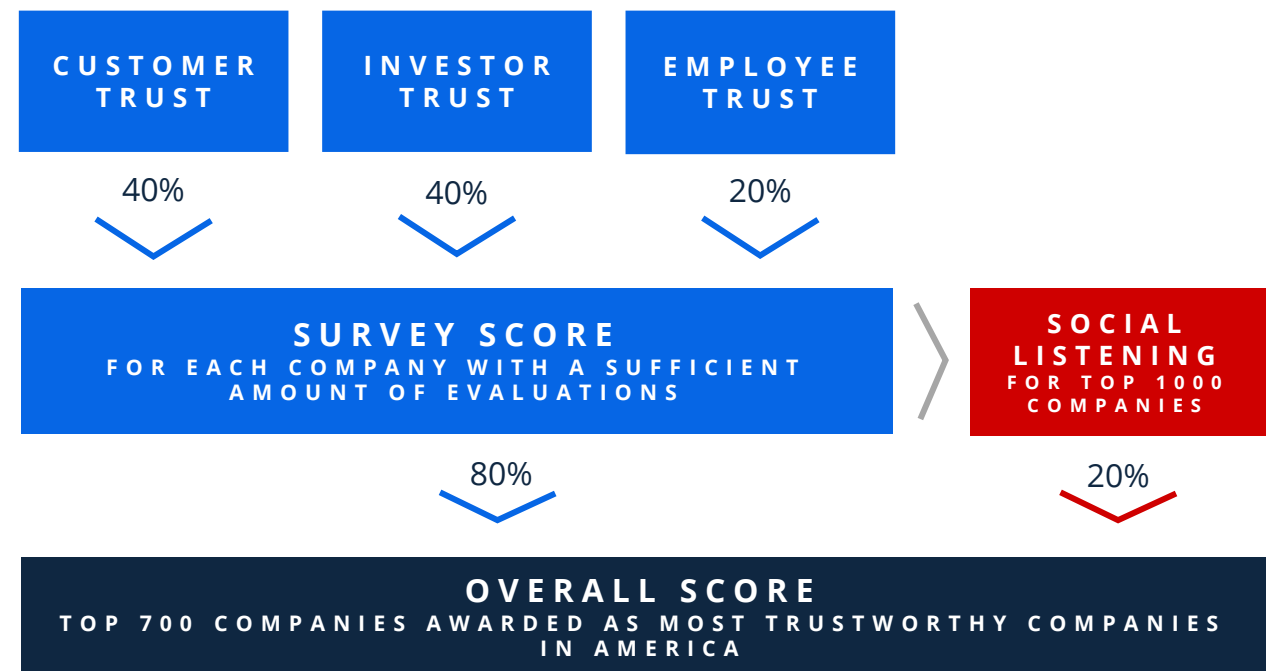 CUSTOMER
TRUST
INVESTOR
TRUST
EMPLOYEE
TRUST
40%
40%
20%
SURVEY SCORE
FOR EACH COMPANY WITH A SUFFICIENT
AMOUNT OF EVALUATIONS
SOCIAL
LISTENING
FOR TOP 1000
COMPANIES
80%
20%
OVERALL SCORE
TOP 700 COMPANIES AWARDED AS MOST TRUSTWORTHY COMPANIES
IN AMERICA